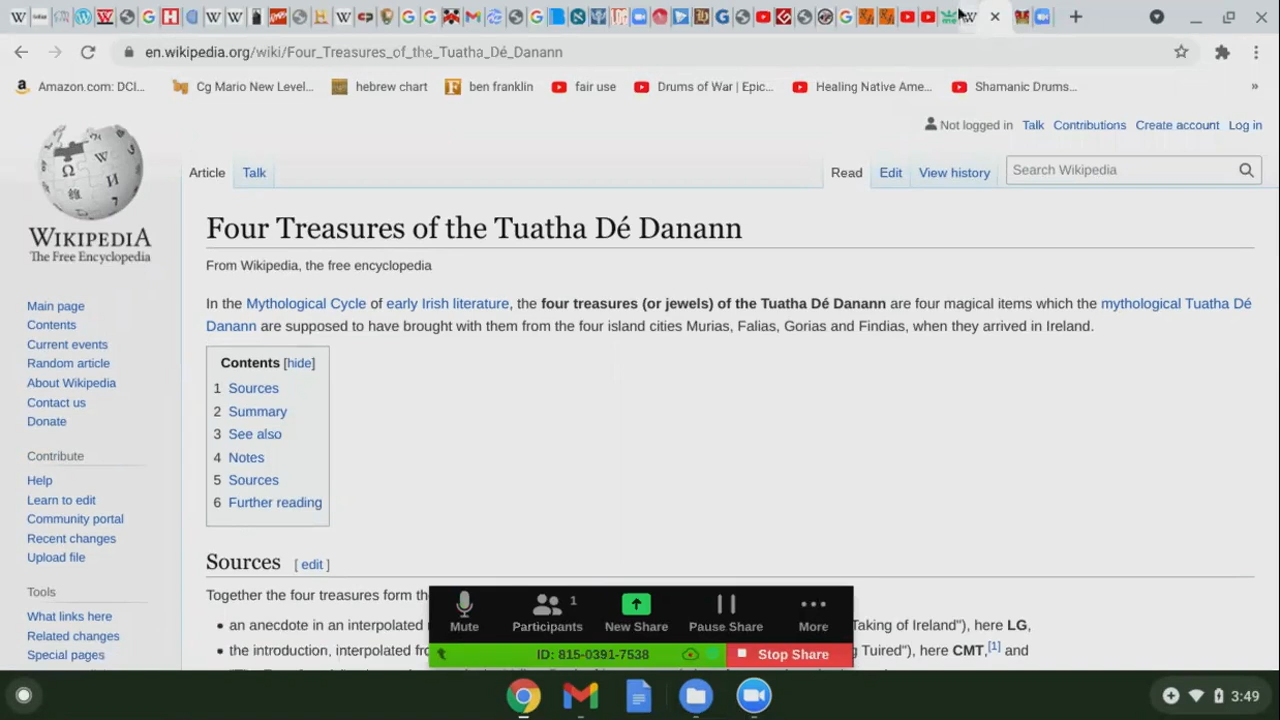 en.wikipedia.org/wiki/Four_Treasures_of_the_Tuatha_Dé_Danann
Amazon.com: DCI...
Cg Mario New Level...
hebrew chart
ben franklin
fair use
Drums of War | Epic...
Healing Native Ame...
Shamanic Drums...
»
Not logged in Talk Contributions Create account Log in
Article Talk
Read Edit View history
Search Wikipedia
WIKIPEDIA
The Free Encyclopedia
Four Treasures of the Tuatha Dé Danann
From Wikipedia, the free encyclopedia
In the Mythological Cycle of early Irish literature, the four treasures (or jewels) of the Tuatha Dé Danann are four magical items which the mythological Tuatha Dé
Danann are supposed to have brought with them from the four island cities Murias, Falias, Gorias and Findias, when they arrived in Ireland.
Contents [hide]
1 Sources
2 Summary
3 See also
4 Notes
5 Sources
6 Further reading
Main page
Contents
Current events
Random article
About Wikipedia
Contact us
Donate
Contribute
Help
Learn to edit
Community portal
Recent changes
Upload file
Tools
What links here
Related changes
Special pages
Sources [ edit ]
Together the four treasures form the
• an anecdote in an interpolated
Taking of Ireland"), here LG,
• the introduction, interpolated
g Tuired"), here CMT,[1] and
Mute
Participants 1
New Share
Pause Share
More
ID: 815-0391-7538
Stop Share
3:49